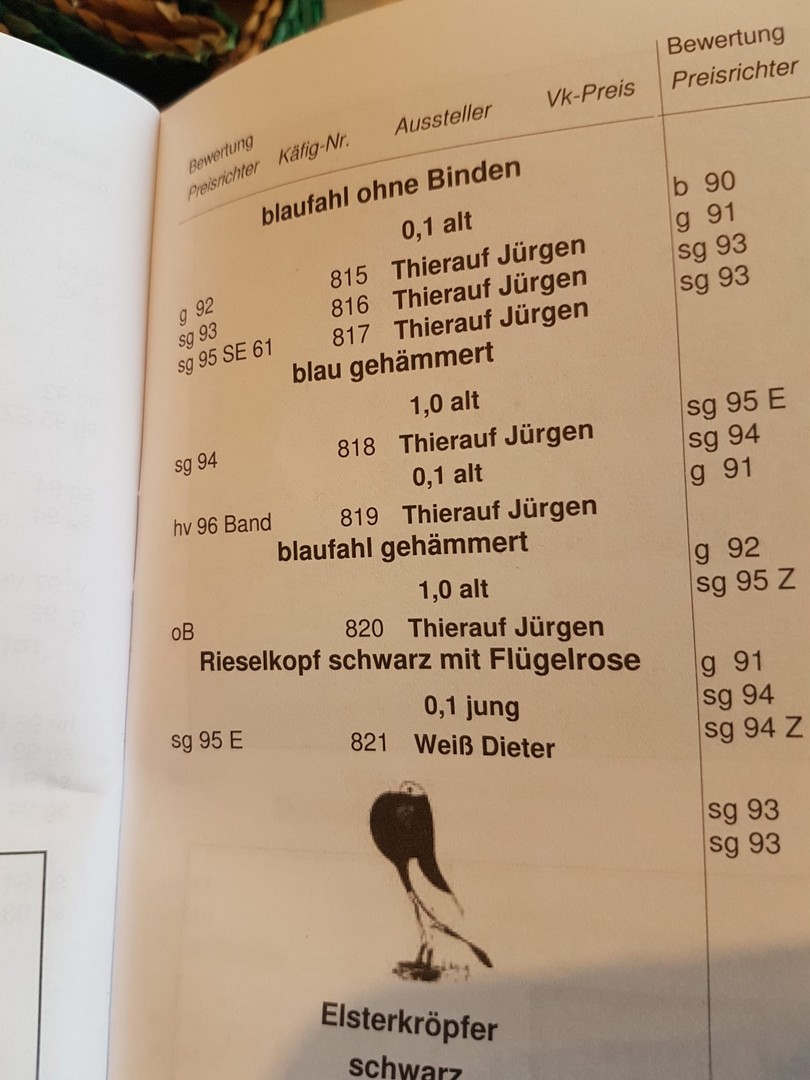 Bewertung
Preisrichter Käfig-Nr. Aussteller Vk-Preis
blaufahl ohne Binden
0,1 alt
g 92 815 Thierauf Jürgen
sg 93 816 Thierauf Jürgen
sg 95 SE 61 817 Thierauf Jürgen
blau gehämmert
1,0 alt
sg 94 818 Thierauf Jürgen
0,1 alt
hv 96 Band 819 Thierauf Jürgen
blaufahl gehämmert
1,0 alt
oB 820 Thierauf Jürgen
Rieselkopf schwarz mit Flügelrose
0,1 jung
sg 95 E 821 Weiß Dieter
Elsterkröpfer
schwarz
Bewertung
Preisrichter
b 90
g 91
sg 93
sg 93
sg 95 E
sg 94
g 91
g 92
sg 95 Z
g 91
sg 94
sg 94 Z
sg 93
sg 93